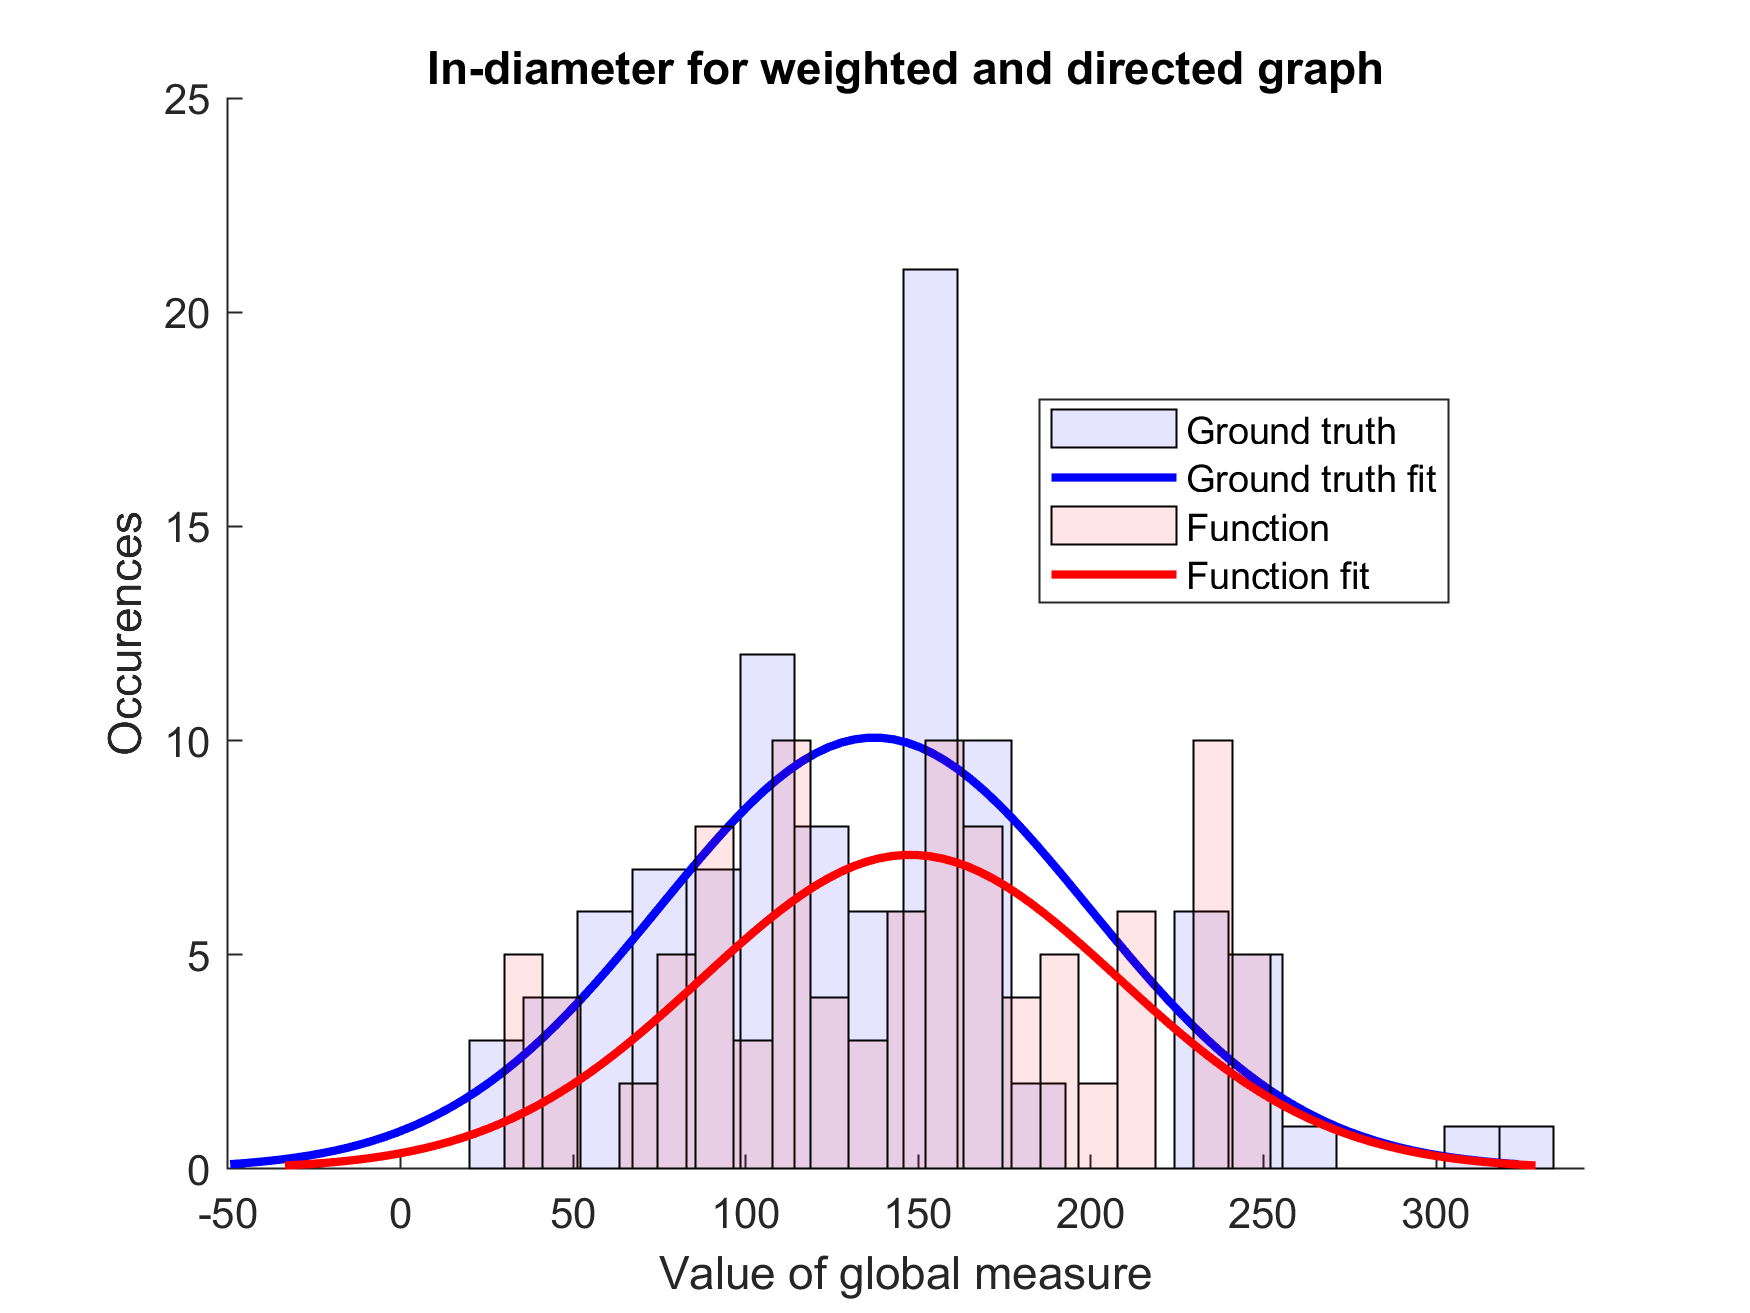 In-diameter for weighted and directed graph
25
20
15
10
5
0
Occurences
Ground truth
Ground truth fit
Function
Function fit
-50 0 50 100 150 200 250 300
Value of global measure